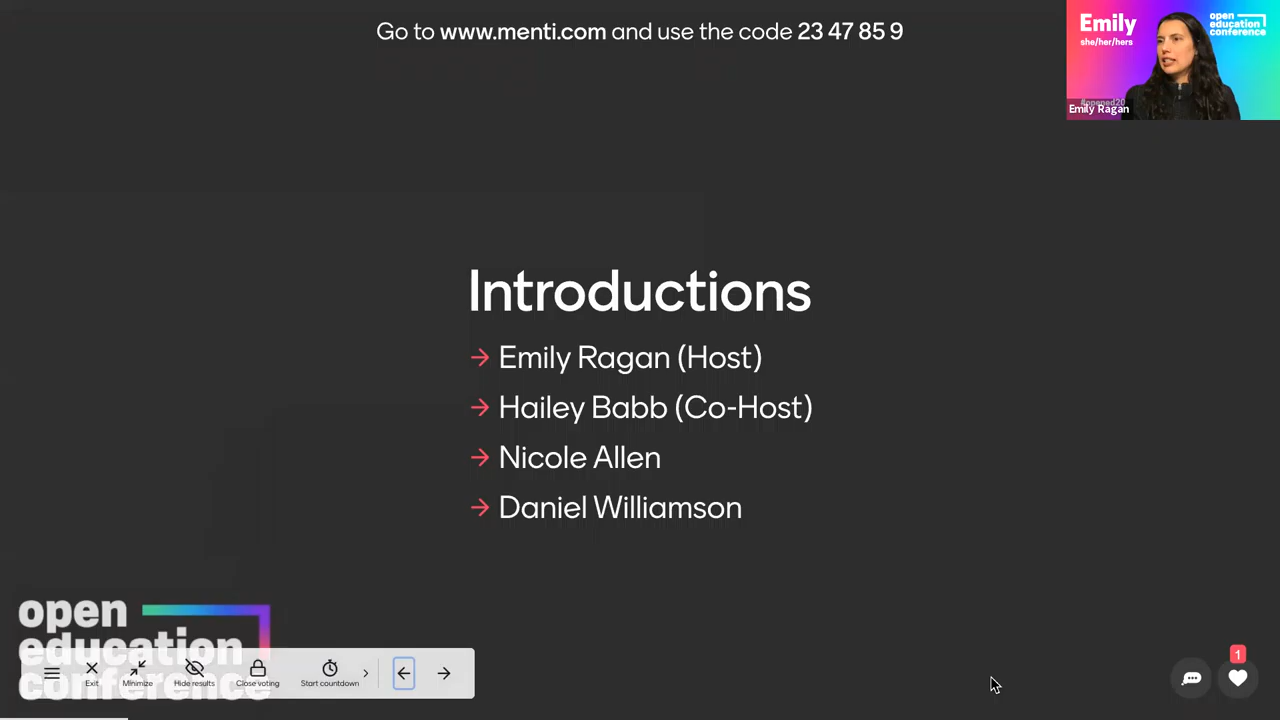 Go to www.menti.com and use the code 23 47 85 9
Emily
she/her/hers
open
education
conference
#opened20
Emily Ragan
Introductions
→ Emily Ragan (Host)
→ Hailey Babb (Co-Host)
→ Nicole Allen
→ Daniel Williamson
open
education
conference
Exit
Minimize
Hide results
Close voting
Start countdown
1